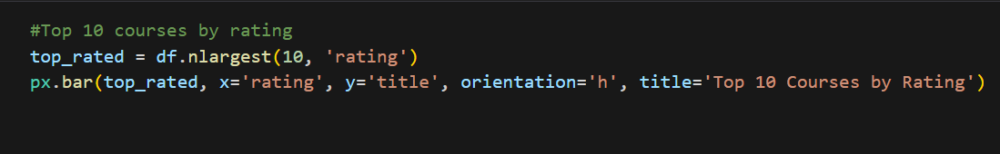 #Top 10 courses by rating
top_rated = df.nlargest(10, 'rating')
px.bar(top_rated, x='rating', y='title', orientation='h', title='Top 10 Courses by Rating')